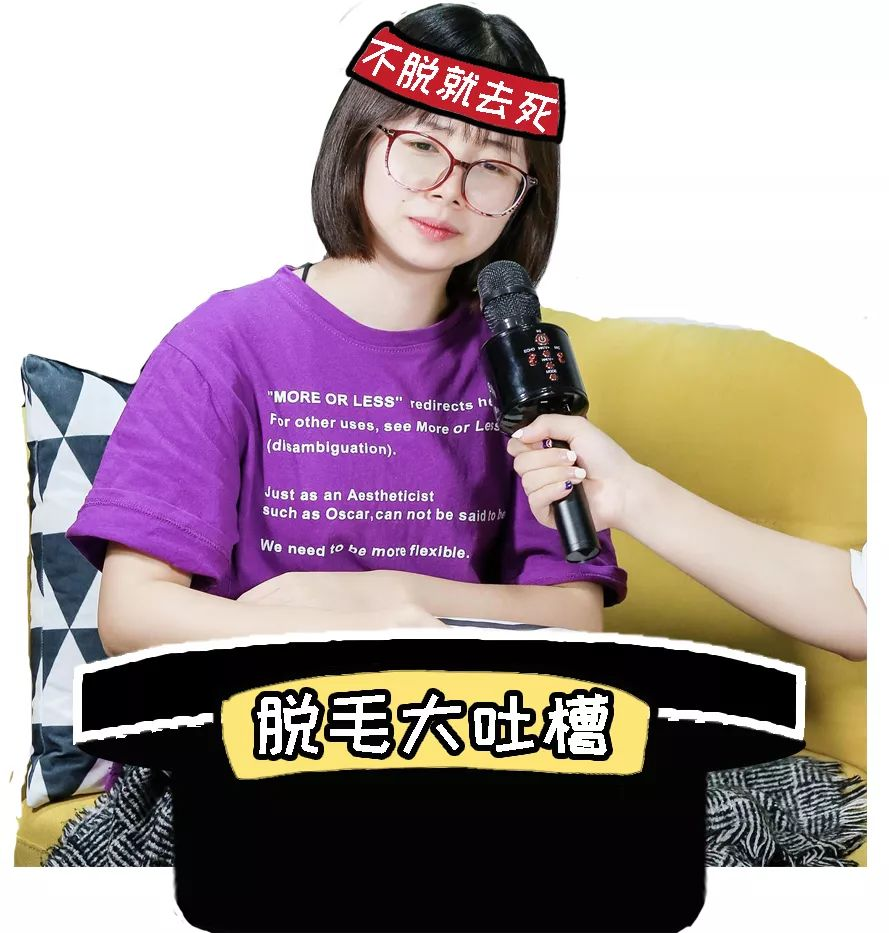 不脱就去死
"MORE OR LESS" redirects
For other uses, see More or Less
(disambiguation).
Just as an Aestheticist
such as Oscar,can not be said to be
We need to be more flexible.
脱毛大吐槽